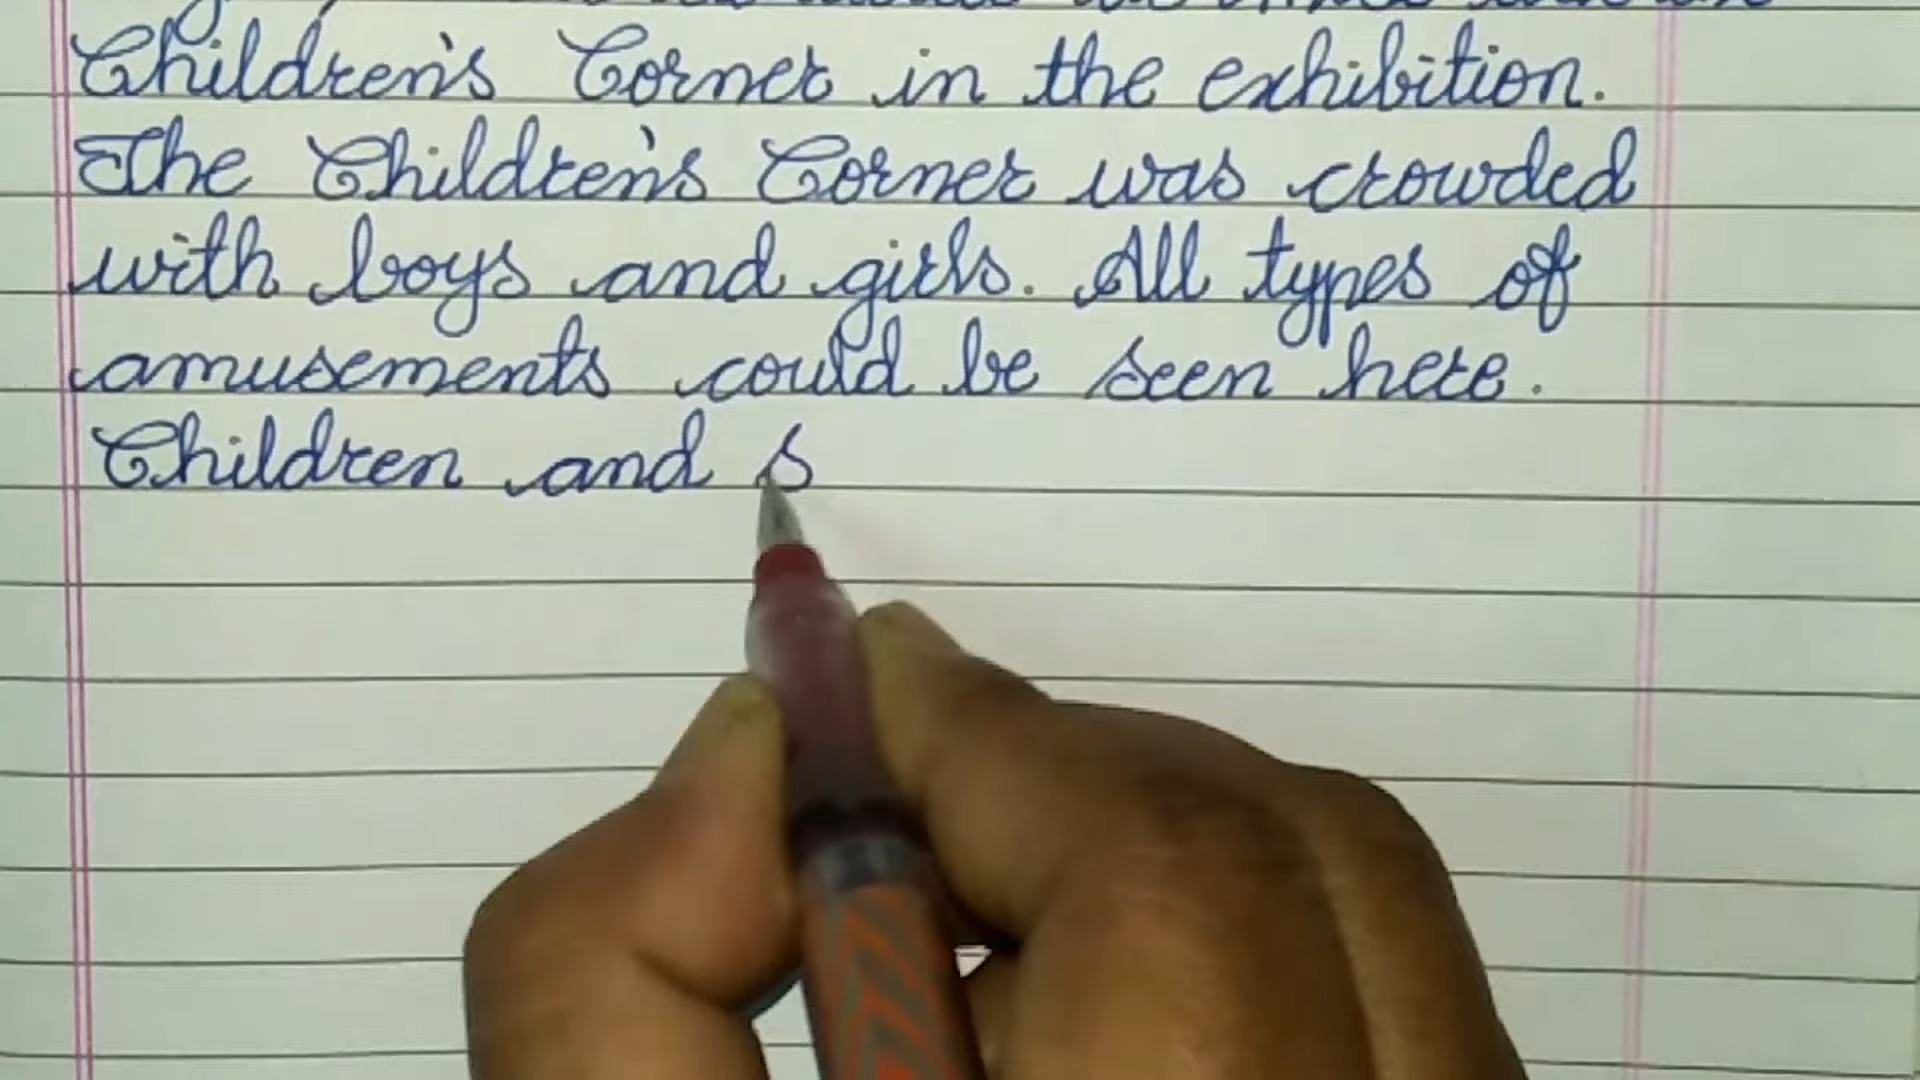 Children's Corner in the exhibition.
The Children's Corner was crowded
with boys and girls. All types of
amusements could be seen here.
Children and s